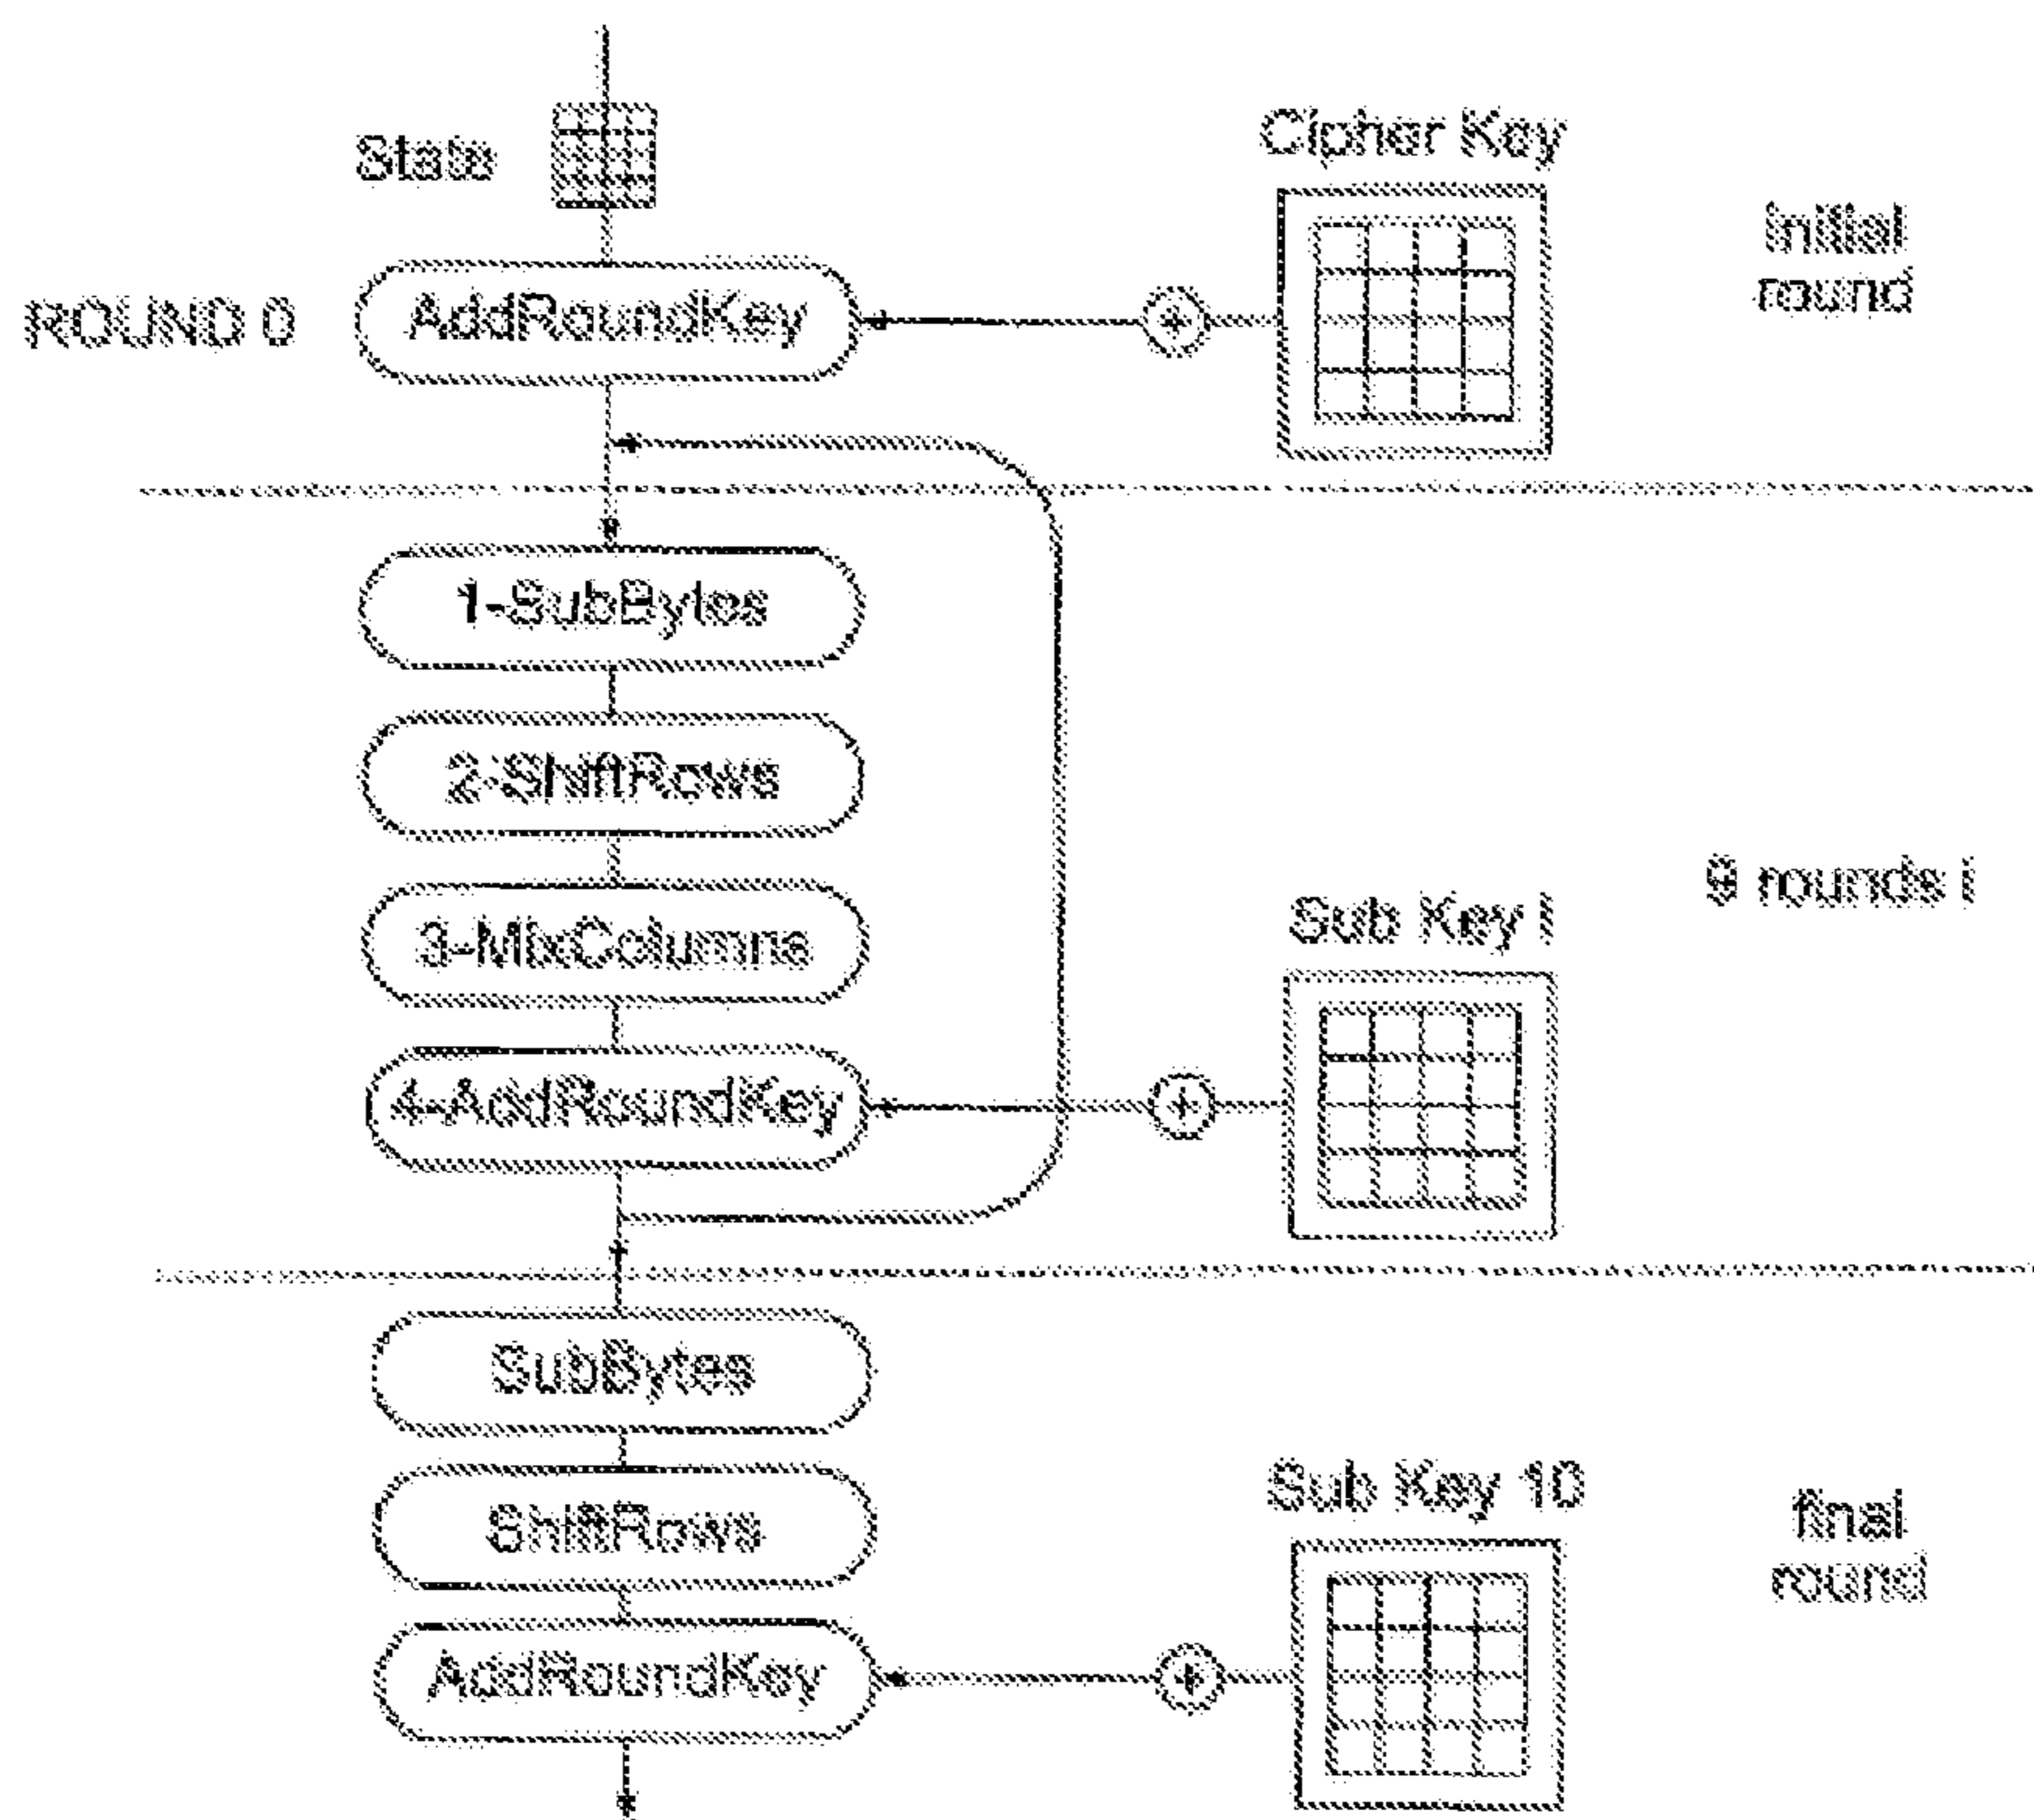 State
Cipher Key
Initial
round
ROUND 0
AddRoundKey
1-SubBytes
2-ShiftRows
9 rounds i
3-MixColumns
Sub Key I
4-AddRoundKey
SubBytes
Sub Key 10
ShiftRows
final
round
AddRoundKey